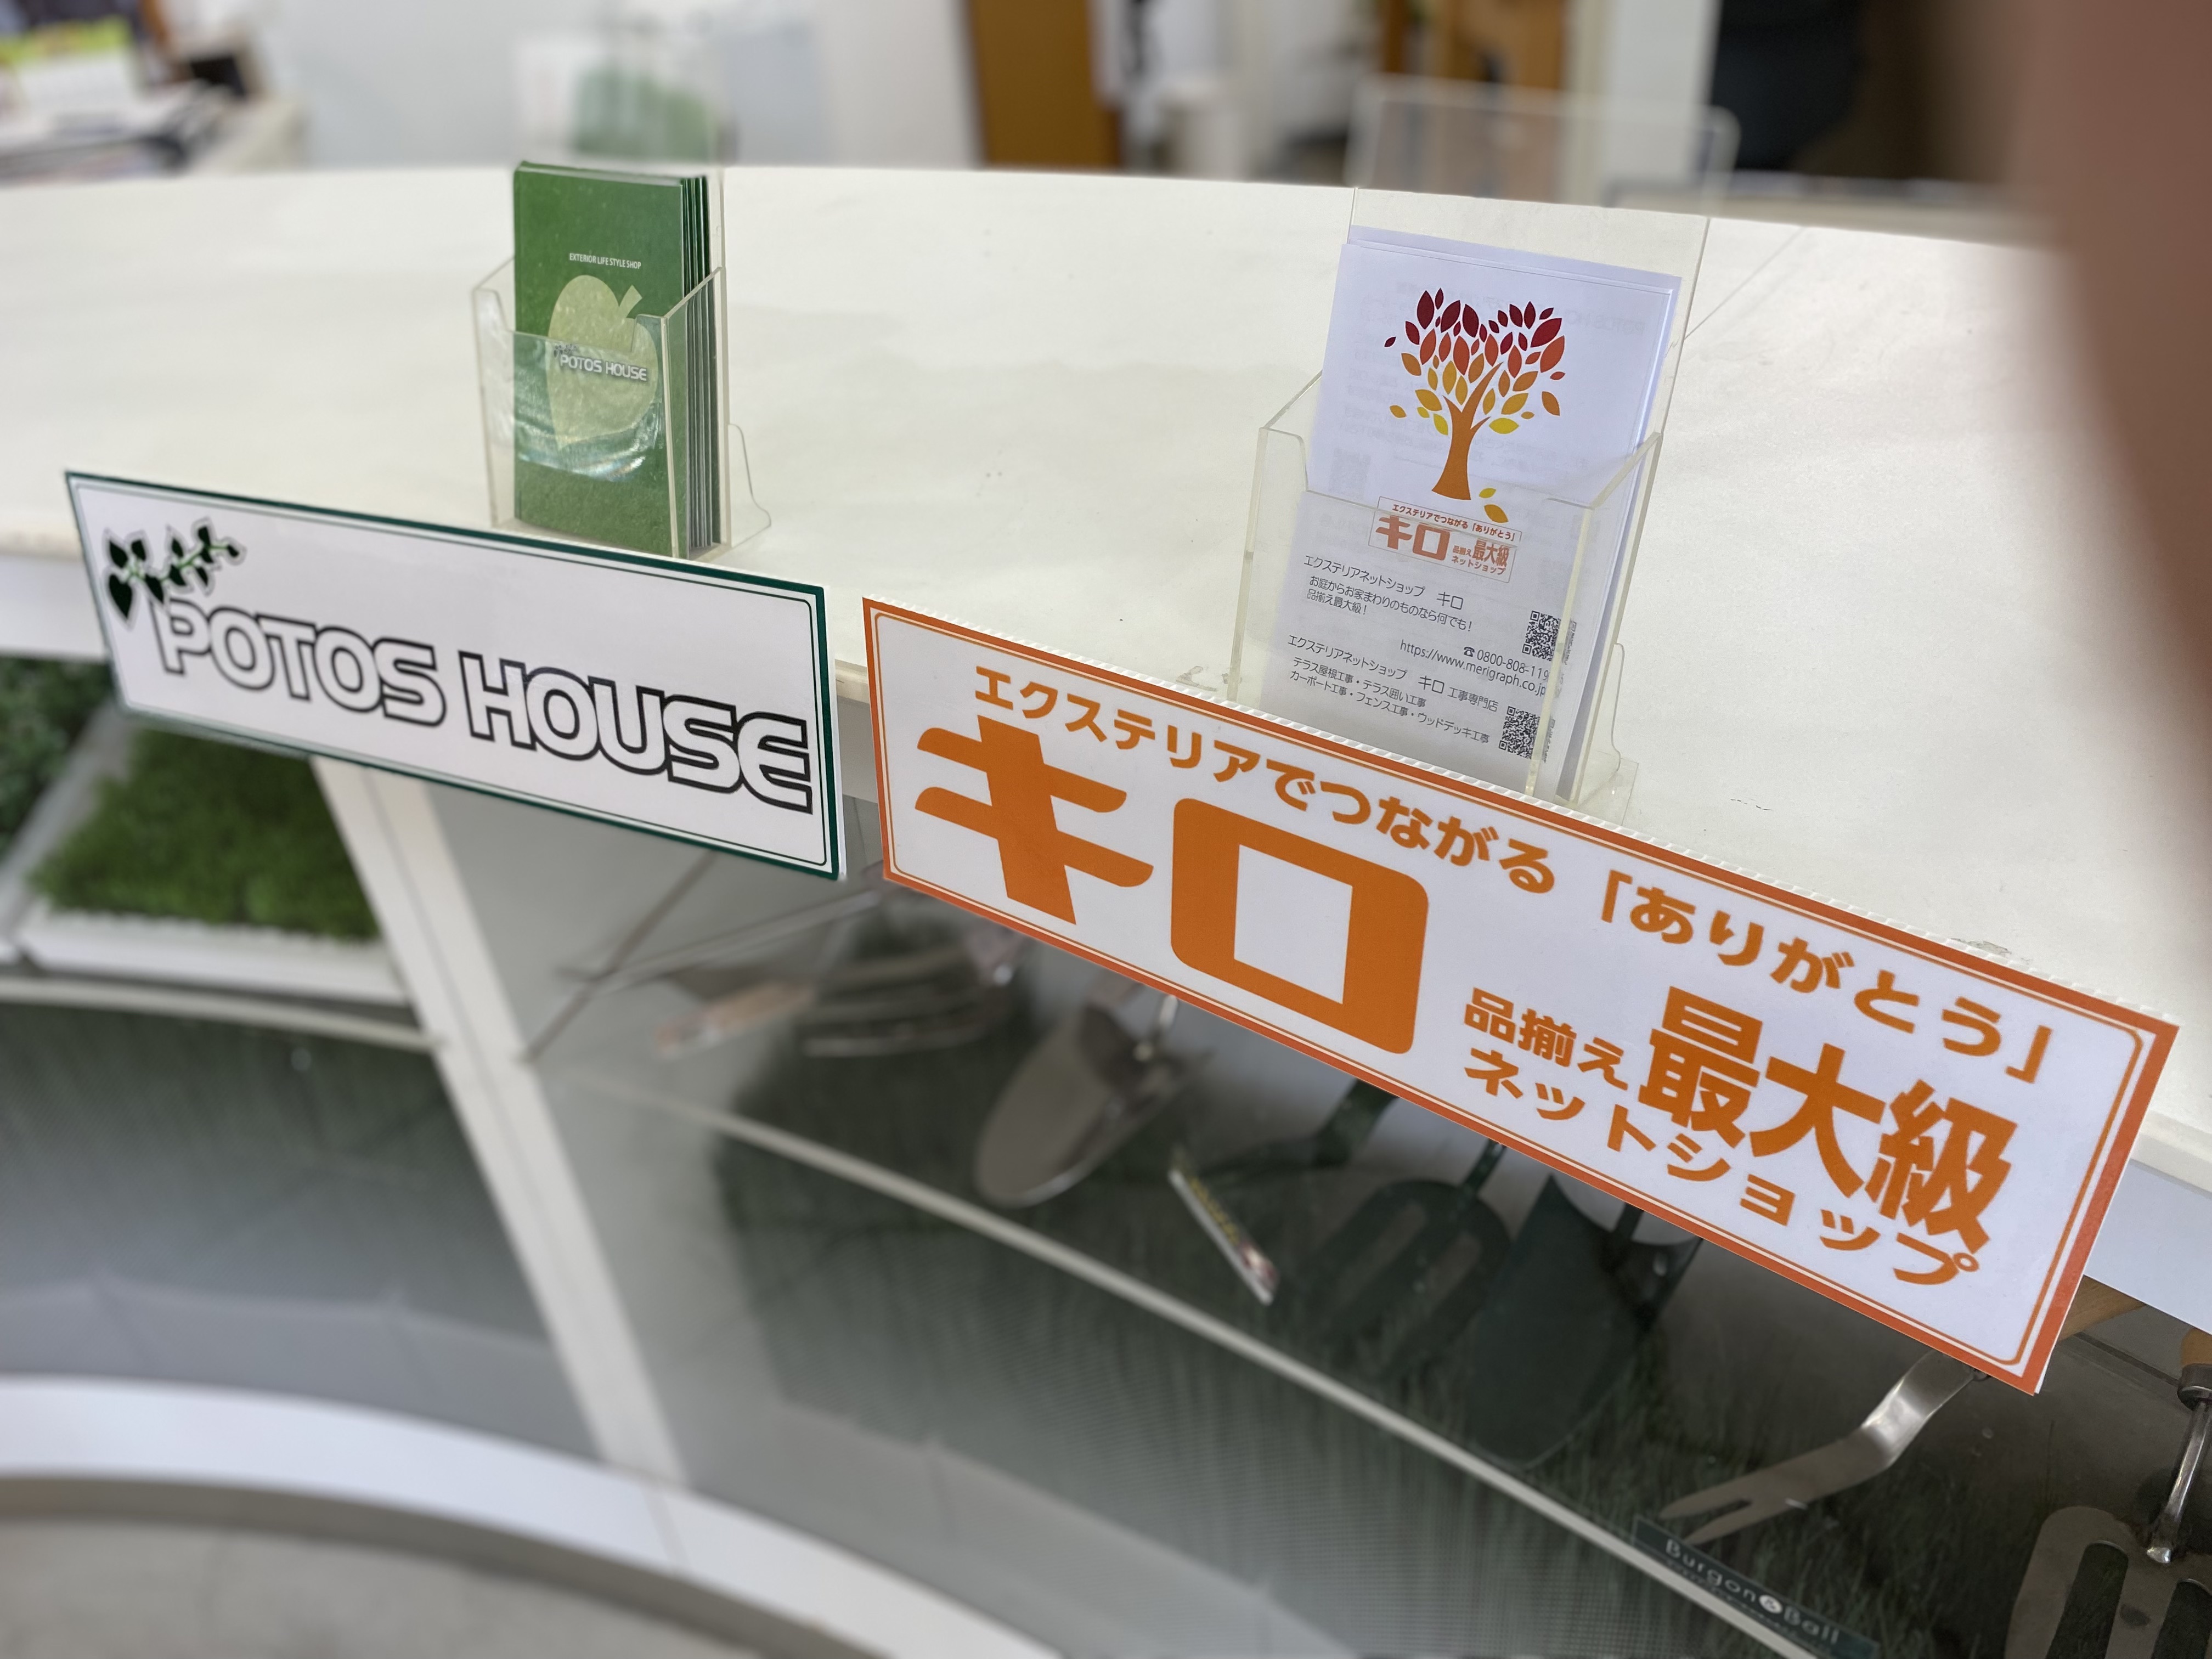 EXTERIOR LIFE STYLE SHOP
POTOS HOUSE
エクステリアでつながる「ありがとう」
キロ
品揃え最大級
ネットショップ
エクステリアネットショップ キロ
お庭からお家まわりのものなら何でも!
品揃え最大級!
☎0800-808-119
https://www.merigraph.co.jp
エクステリアネットショップ キロ 工事専門店
テラス屋根工事・テラス囲い工事
カーポート工事・フェンス工事・ウッドデッキ工事
POTOS HOUSE
エクステリアでつながる「ありがとう」
キロ
品揃え最大級
ネットショップ
Burgon&Ball